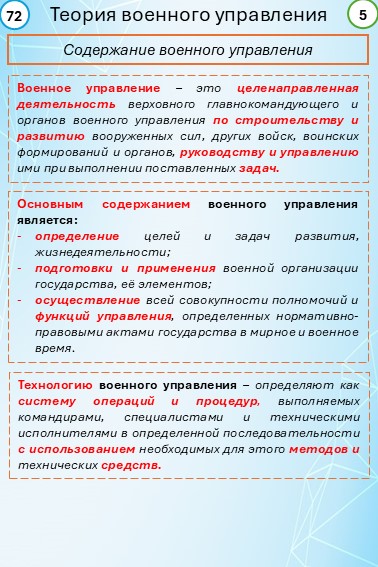 72
Теория военного управления
5
Содержание военного управления
Военное управление – это целенаправленная
деятельность верховного главнокомандующего и
органов военного управления по строительству и
развитию вооруженных сил, других войск, воинских
формирований и органов, руководству и управлению
ими при выполнении поставленных задач.
Основным содержанием военного управления
является:
- определение целей и задач развития,
жизнедеятельности;
- подготовки и применения военной организации
государства, её элементов;
- осуществление всей совокупности полномочий и
функций управления, определенных нормативно-
правовыми актами государства в мирное и военное
время.
Технологию военного управления – определяют как
систему операций и процедур, выполняемых
командирами, специалистами и техническими
исполнителями в определенной последовательности
с использованием необходимых для этого методов и
технических средств.